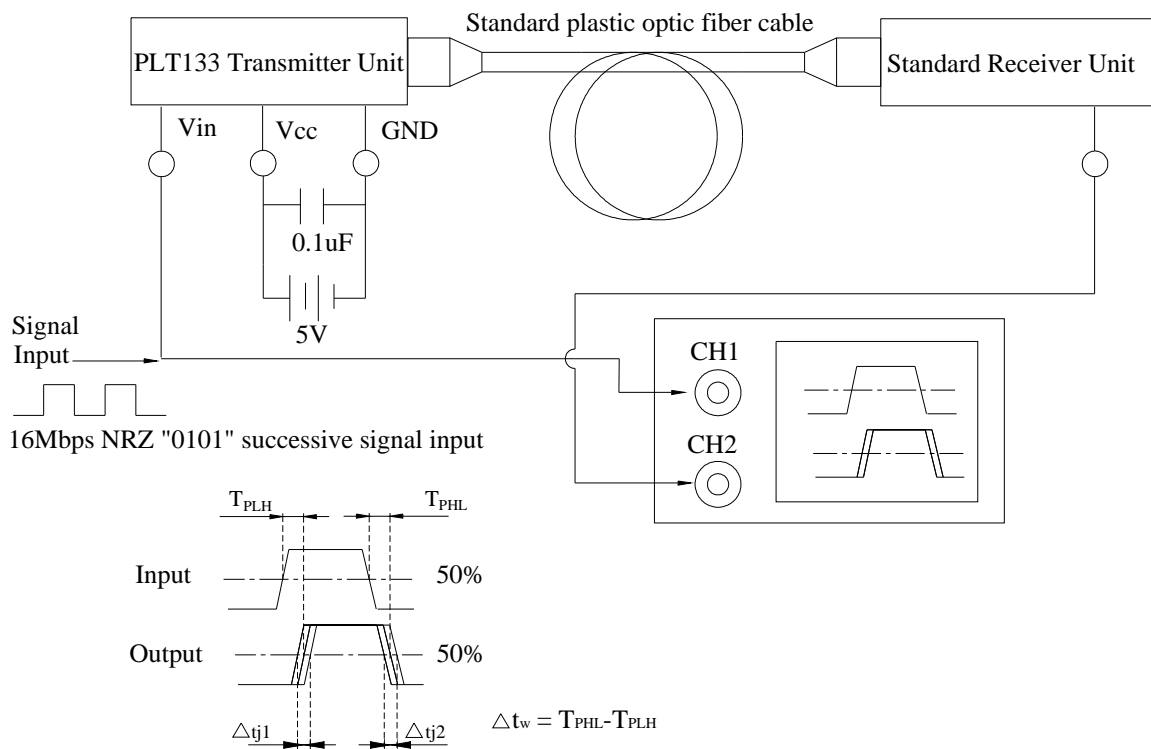 Standard plastic optic fiber cable
PLT133 Transmitter Unit
Standard Receiver Unit
Vin
Vcc
GND
0.1uF
5V
Signal
Input
CH1
CH2
16Mbps NRZ "0101" successive signal input
TPLH
TPHL
Input
50%
Output
50%
△tj1
△tj2
△tw = TPHL-TPLH